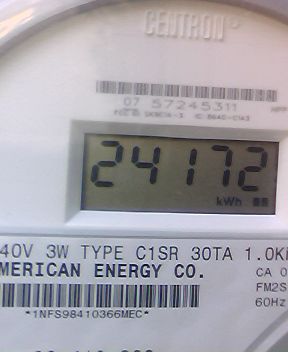 CENTRON
07 57245311
24172
kWh
40V 3W TYPE C1SR 30TA 1.0K
MERICAN ENERGY CO.
CA 0
FM2S
60Hz
*1NFS98410366MEC*